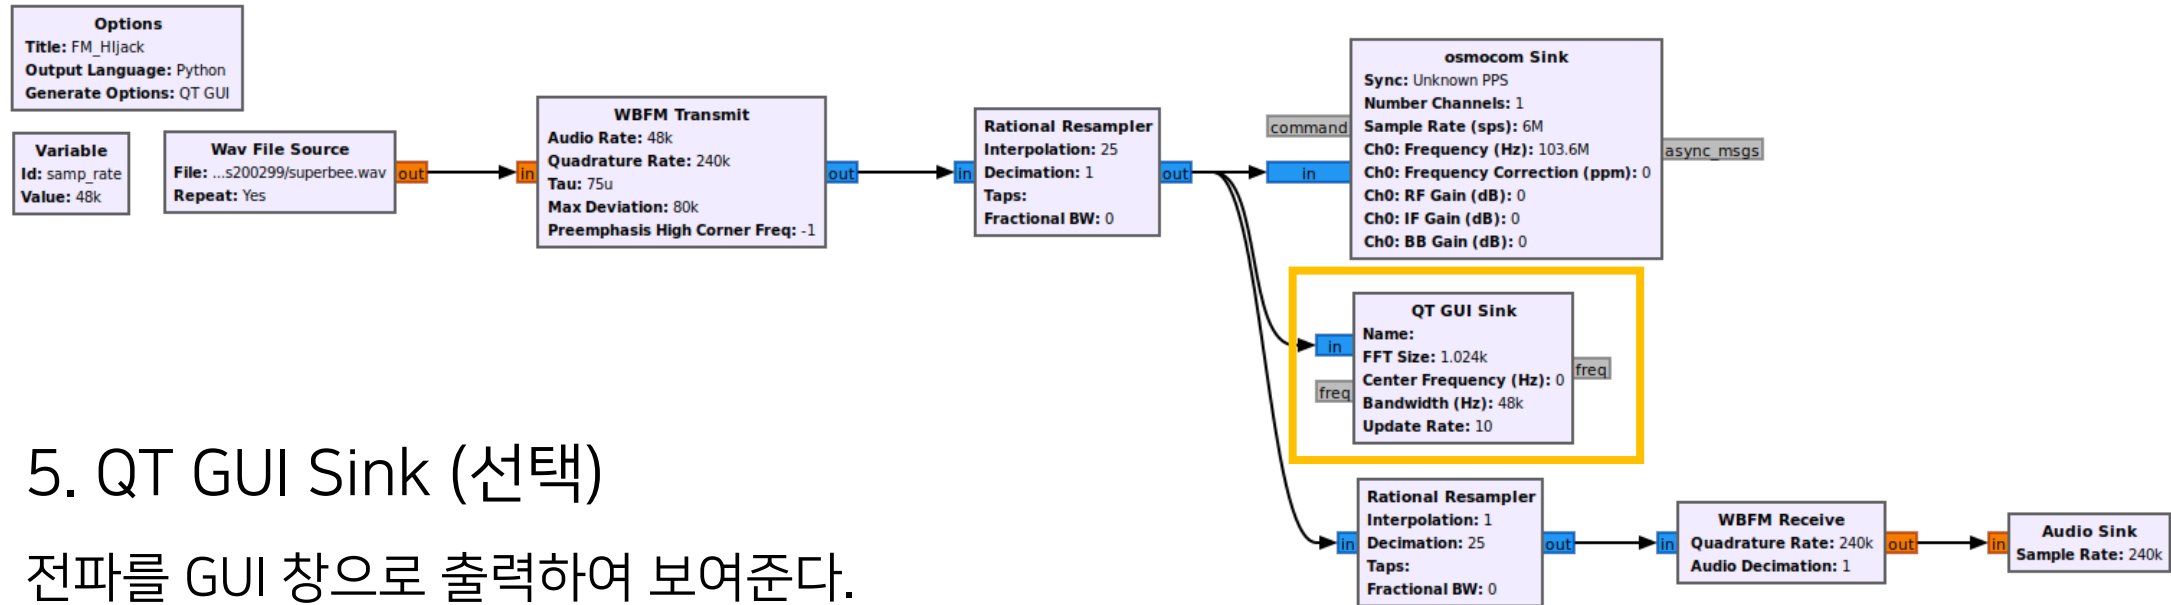 Options
Title: FM_HIjack
Output Language: Python
Generate Options: QT GUI
Variable
Id: samp_rate
Value: 48k
Wav File Source
File: ...s200299/superbee.wav
Repeat: Yes
out
in
WBFM Transmit
Audio Rate: 48k
Quadrature Rate: 240k
Tau: 75u
Max Deviation: 80k
Preemphasis High Corner Freq: -1
out
in
Rational Resampler
Interpolation: 25
Decimation: 1
Taps:
Fractional BW: 0
out
command
in
osmocom Sink
Sync: Unknown PPS
Number Channels: 1
Sample Rate (sps): 6M
Ch0: Frequency (Hz): 103.6M
Ch0: Frequency Correction (ppm): 0
Ch0: RF Gain (dB): 0
Ch0: IF Gain (dB): 0
Ch0: BB Gain (dB): 0
async_msgs
in
freq
QT GUI Sink
Name:
FFT Size: 1.024k
Center Frequency (Hz): 0
Bandwidth (Hz): 48k
Update Rate: 10
freq
in
Rational Resampler
Interpolation: 1
Decimation: 25
Taps:
Fractional BW: 0
out
in
WBFM Receive
Quadrature Rate: 240k
Audio Decimation: 1
out
in
Audio Sink
Sample Rate: 240k
5. QT GUI Sink (선택)
전파를 GUI 창으로 출력하여 보여준다.